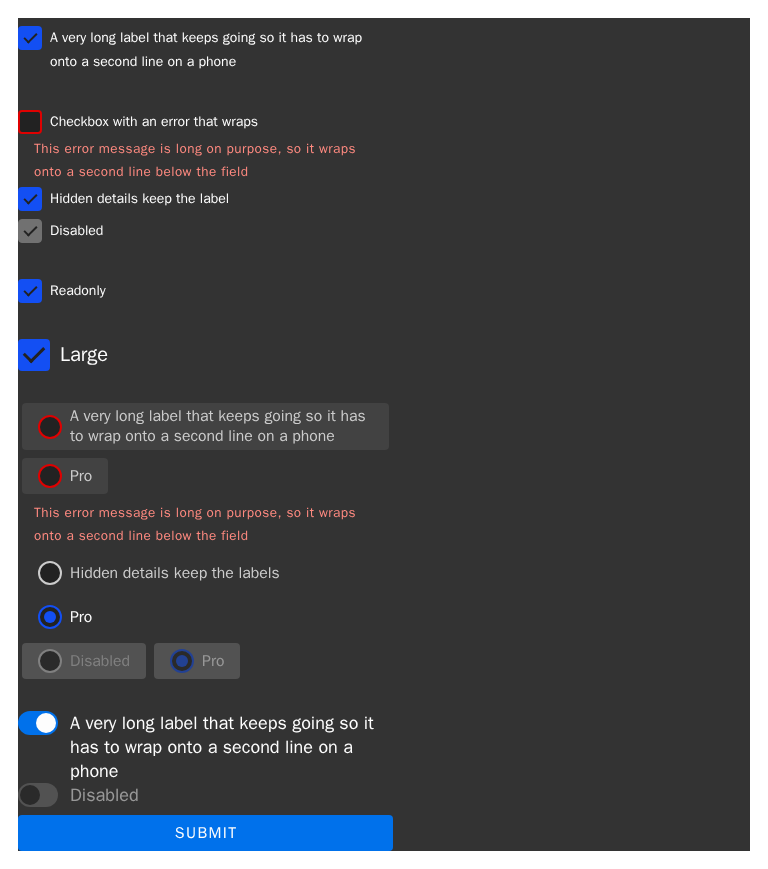 A very long label that keeps going so it has to wrap
onto a second line on a phone
Checkbox with an error that wraps
This error message is long on purpose, so it wraps
onto a second line below the field
Hidden details keep the label
Disabled
Readonly
Large
A very long label that keeps going so it has
to wrap onto a second line on a phone
Pro
This error message is long on purpose, so it wraps
onto a second line below the field
Hidden details keep the labels
Pro
Disabled Pro
A very long label that keeps going so it
has to wrap onto a second line on a
phone
Disabled
SUBMIT